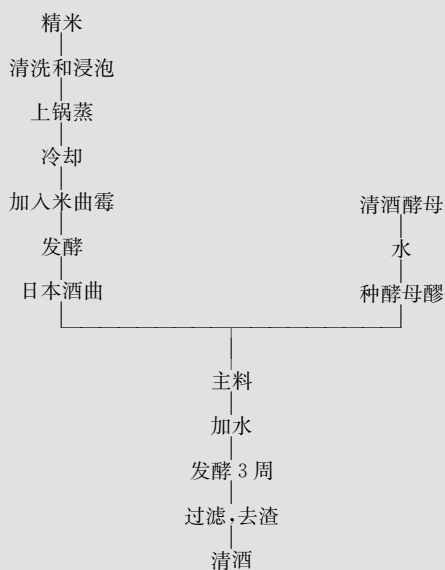 精米
清洗和浸泡
上锅蒸
冷却
加入米曲霉
发酵
日本酒曲
清酒酵母
水
种酵母醪
主料
加水
发酵 3 周
过滤,去渣
清酒